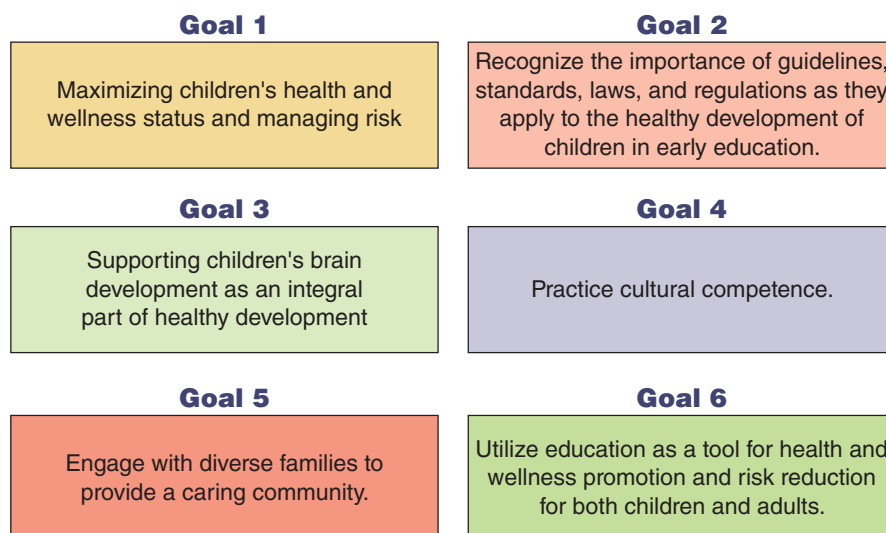 Goal 1
Maximizing children's health and
wellness status and managing risk
Goal 2
Recognize the importance of guidelines,
standards, laws, and regulations as they
apply to the healthy development of
children in early education.
Goal 3
Supporting children's brain
development as an integral
part of healthy development
Goal 4
Practice cultural competence.
Goal 5
Engage with diverse families to
provide a caring community.
Goal 6
Utilize education as a tool for health and
wellness promotion and risk reduction
for both children and adults.